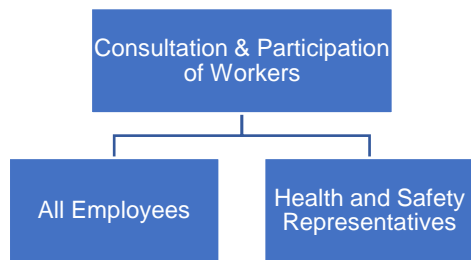 Consultation & Participation
of Workers
All Employees
Health and Safety
Representatives